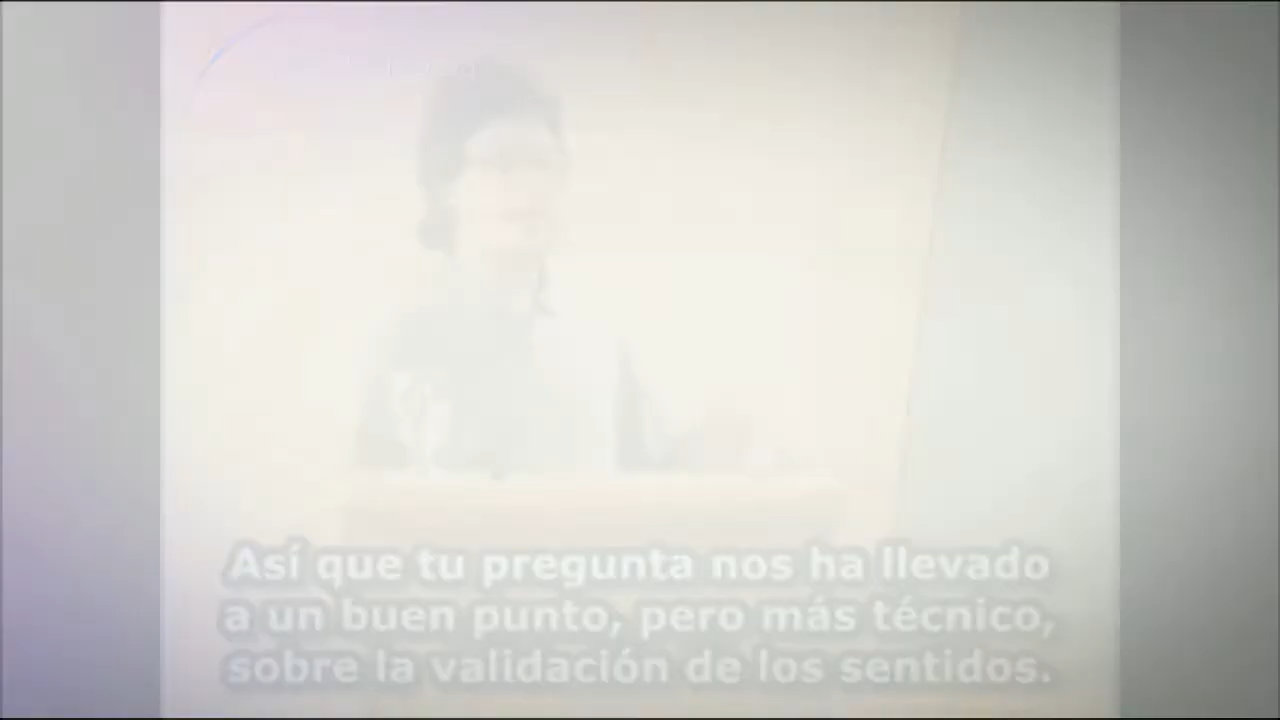 Así que tu pregunta nos ha llevado
a un buen punto, pero más técnico,
sobre la validación de los sentidos.